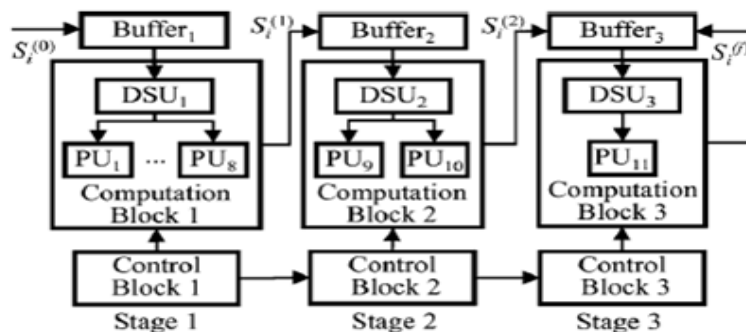 S_i^(0)
Buffer₁
S_i^(1)
Buffer₂
S_i^(2)
Buffer₃
S_i^(j)
DSU₁
DSU₂
DSU₃
PU₁ ... PU₈
PU₉ PU₁₀
PU₁₁
Computation
Block 1
Computation
Block 2
Computation
Block 3
Control
Block 1
Control
Block 2
Control
Block 3
Stage 1
Stage 2
Stage 3